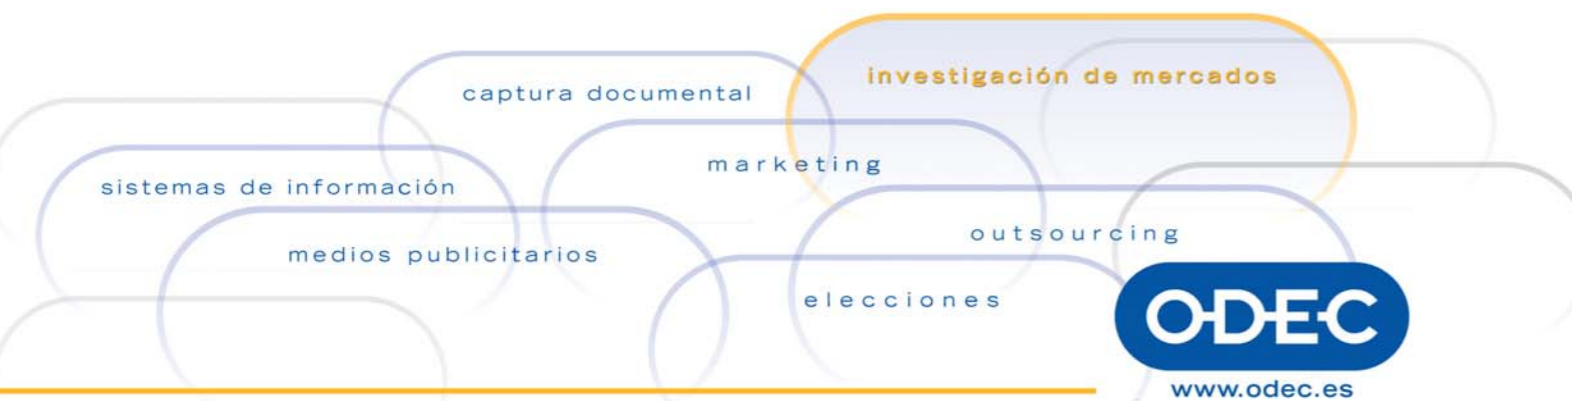 investigación de mercados
captura documental
marketing
sistemas de información
outsourcing
medios publicitarios
elecciones
ODEC
www.odec.es